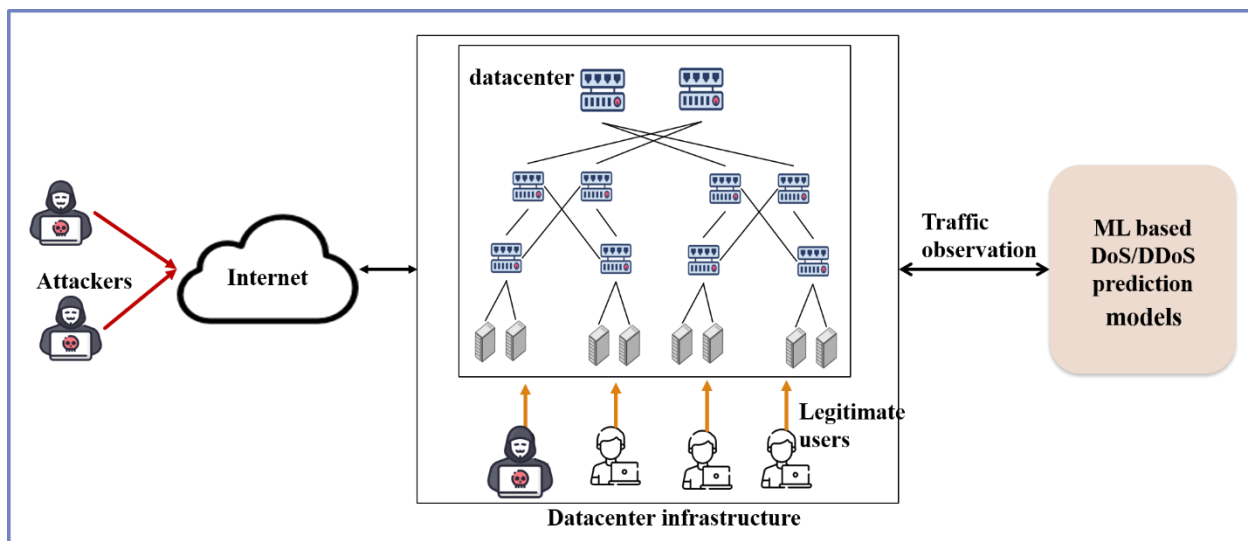 datacenter
Attackers
Internet
Traffic
observation
ML based
DoS/DDoS
prediction
models
Legitimate
users
Datacenter infrastructure